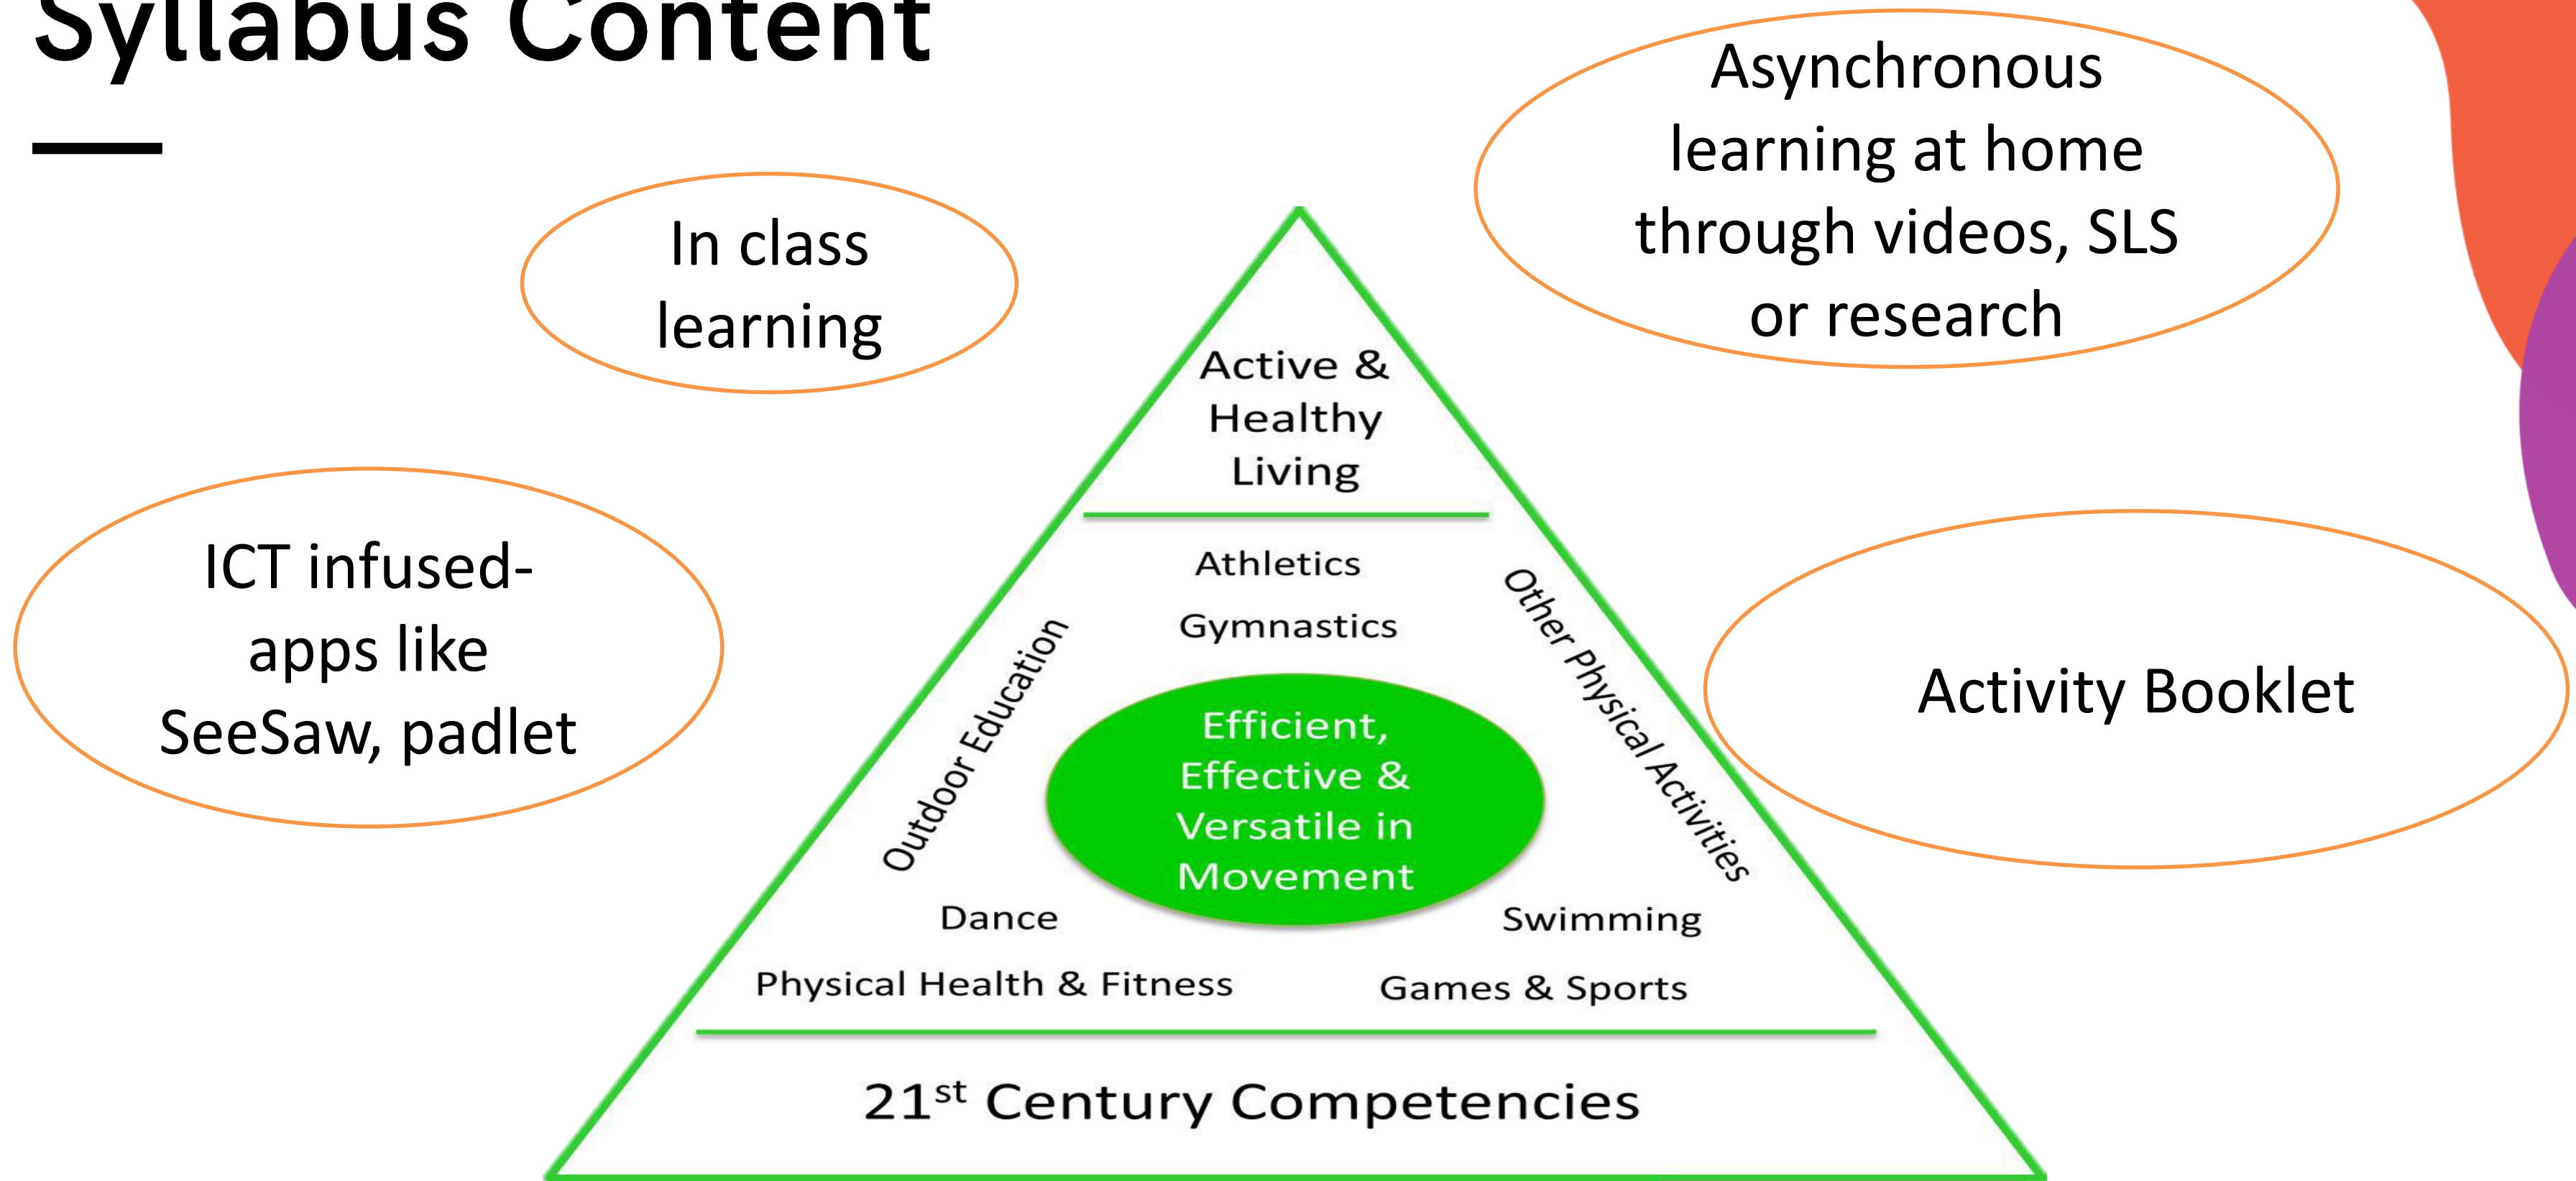 Syllabus Content
Asynchronous
learning at home
through videos, SLS
or research
In class
learning
ICT infused-
apps like
SeeSaw, padlet
Activity Booklet
Active &
Healthy
Living
Athletics
Gymnastics
Outdoor Education
Other Physical Activities
Efficient,
Effective &
Versatile in
Movement
Dance
Swimming
Physical Health & Fitness
Games & Sports
21st Century Competencies